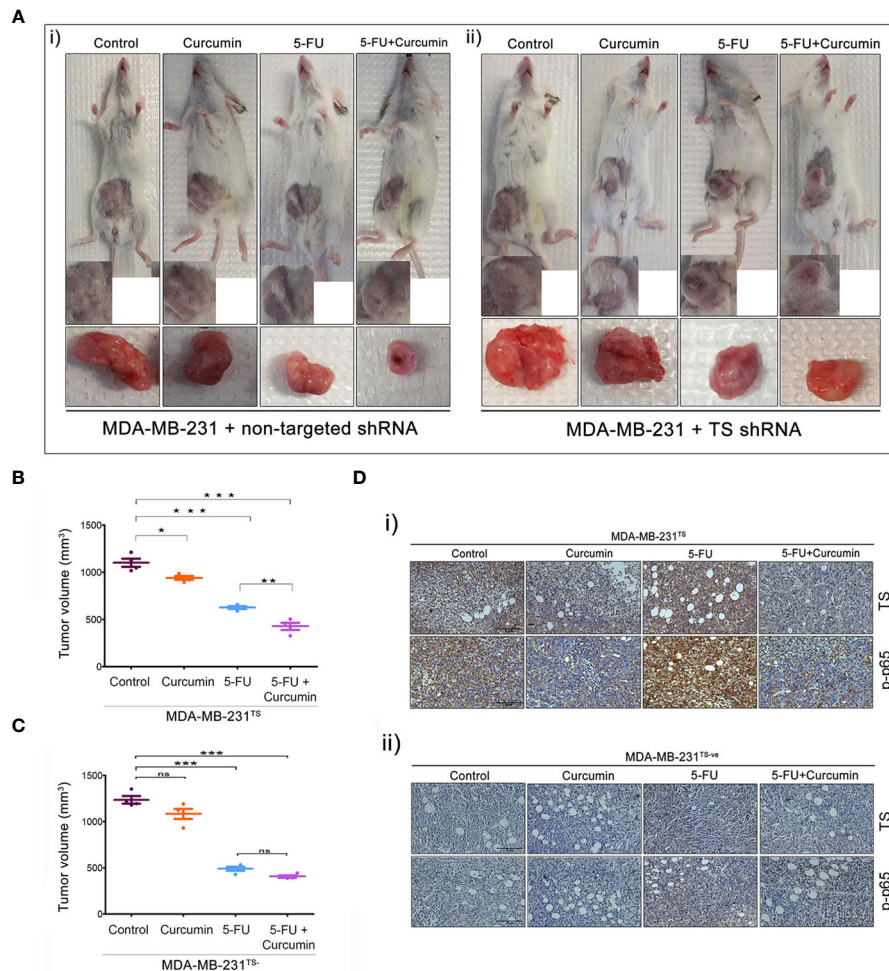 A
i)
Control Curcumin 5-FU 5-FU+Curcumin
MDA-MB-231 + non-targeted shRNA
ii)
Control Curcumin 5-FU 5-FU+Curcumin
MDA-MB-231 + TS shRNA
B
★ ★ ★
★ ★ ★
★
★★
Tumor volume (mm³)
1500
1000
500
0
Control Curcumin 5-FU 5-FU +
Curcumin
MDA-MB-231ᵀˢ
C
***
***
ns
ns
Tumor volume (mm³)
1500
1000
500
0
Control Curcumin 5-FU 5-FU +
Curcumin
MDA-MB-231ᵀˢ⁻
D
i)
MDA-MB-231ᵀˢ
Control Curcumin 5-FU 5-FU+Curcumin
TS
p-p65
ii)
MDA-MB-231ᵀˢ⁻ᵛᵉ
Control Curcumin 5-FU 5-FU+Curcumin
TS
p-p65